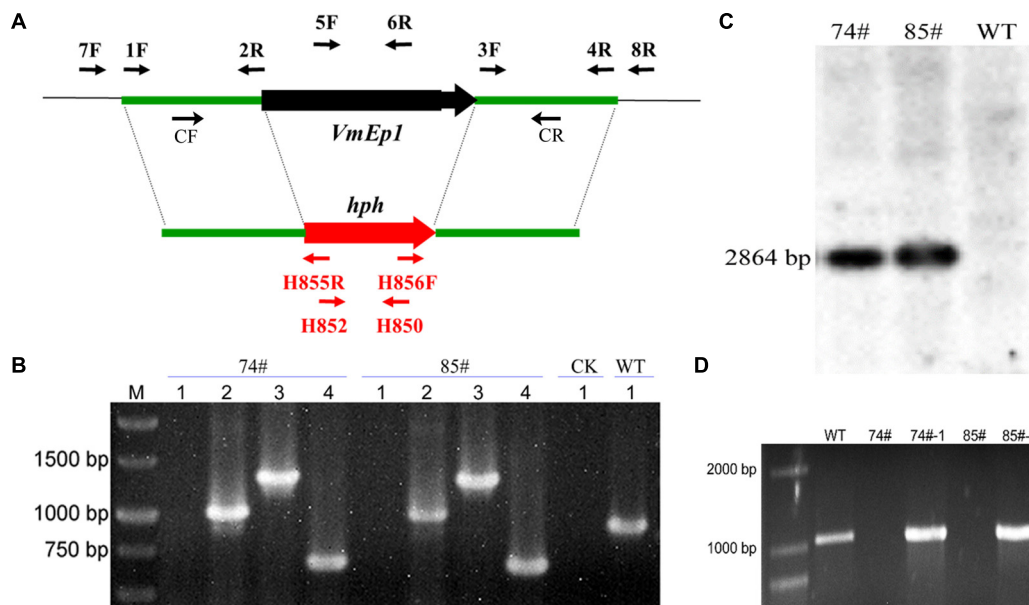 A
7F 1F 2R 5F 6R 3F 4R 8R
CF VmEp1 CR
hph
H855R H856F
H852 H850
B
74# 85# CK WT
M 1 2 3 4 1 2 3 4 1 1
1500 bp
1000 bp
750 bp
C
74# 85# WT
2864 bp
D
WT 74# 74#-1 85# 85#-
2000 bp
1000 bp